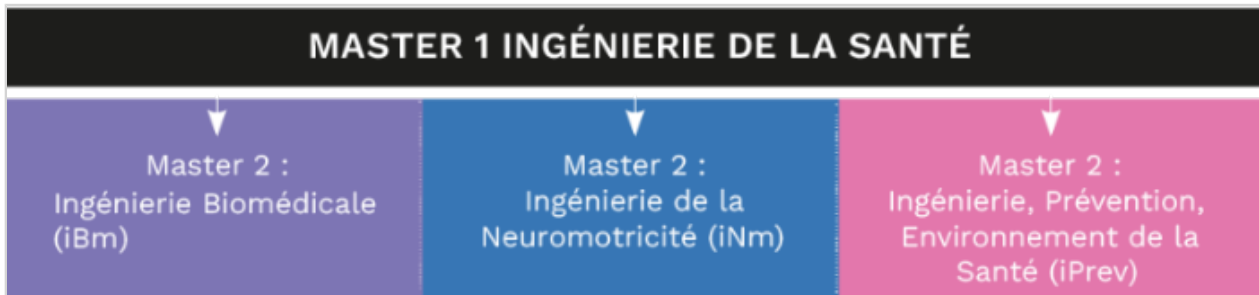 MASTER 1 INGÉNIERIE DE LA SANTÉ
Master 2 :
Ingénierie Biomédicale
(iBm)
Master 2 :
Ingénierie de la
Neuromotricité (iNm)
Master 2 :
Ingénierie, Prévention,
Environnement de la
Santé (iPrev)